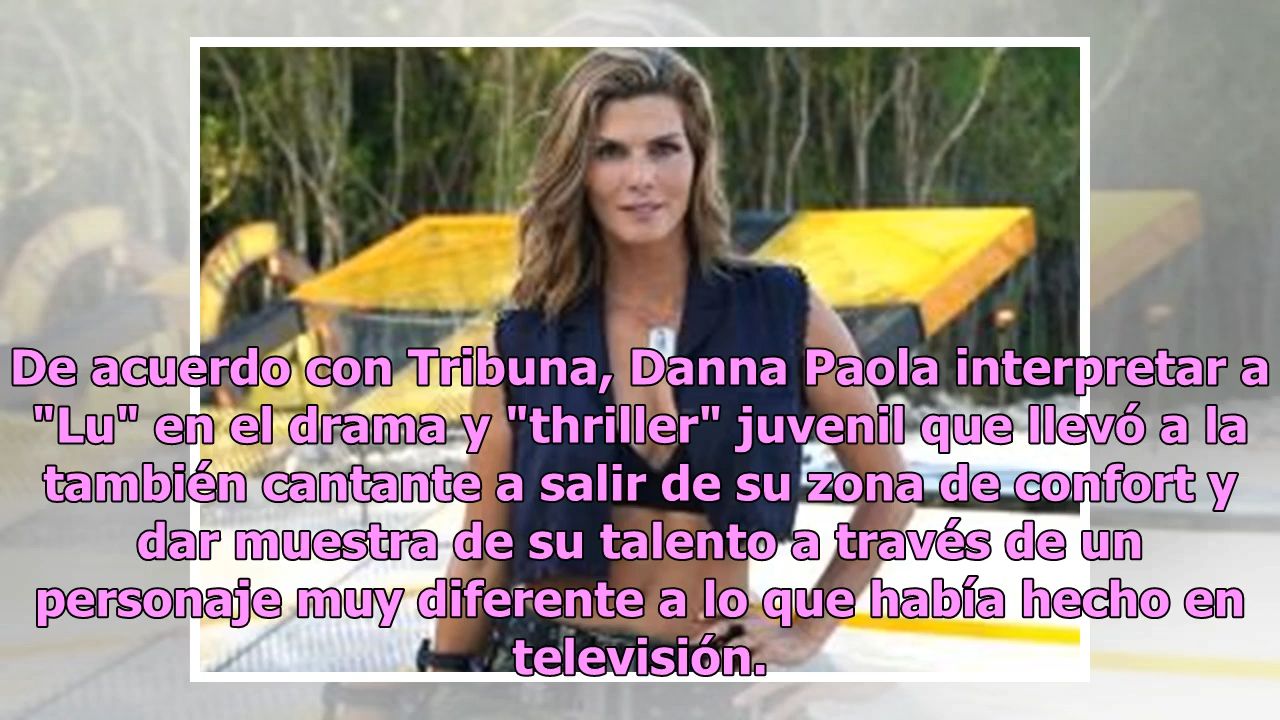 De acuerdo con Tribuna, Danna Paola interpretar a
"Lu" en el drama y "thriller" juvenil que llevó a la
también cantante a salir de su zona de confort y
dar muestra de su talento a través de un
personaje muy diferente a lo que había hecho en
televisión.